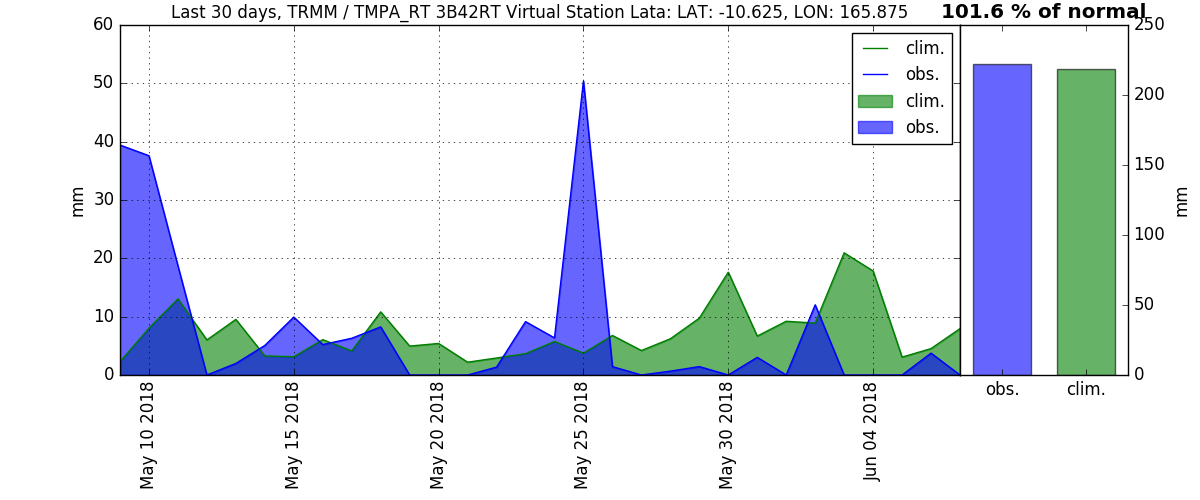 Last 30 days, TRMM / TMPA_RT 3B42RT Virtual Station Lata: LAT: -10.625, LON: 165.875
101.6 % of normal
60
50
40
30
20
10
0
mm
clim.
obs.
clim.
obs.
May 10 2018
May 15 2018
May 20 2018
May 25 2018
May 30 2018
Jun 04 2018
250
200
150
100
50
0
mm
obs.
clim.